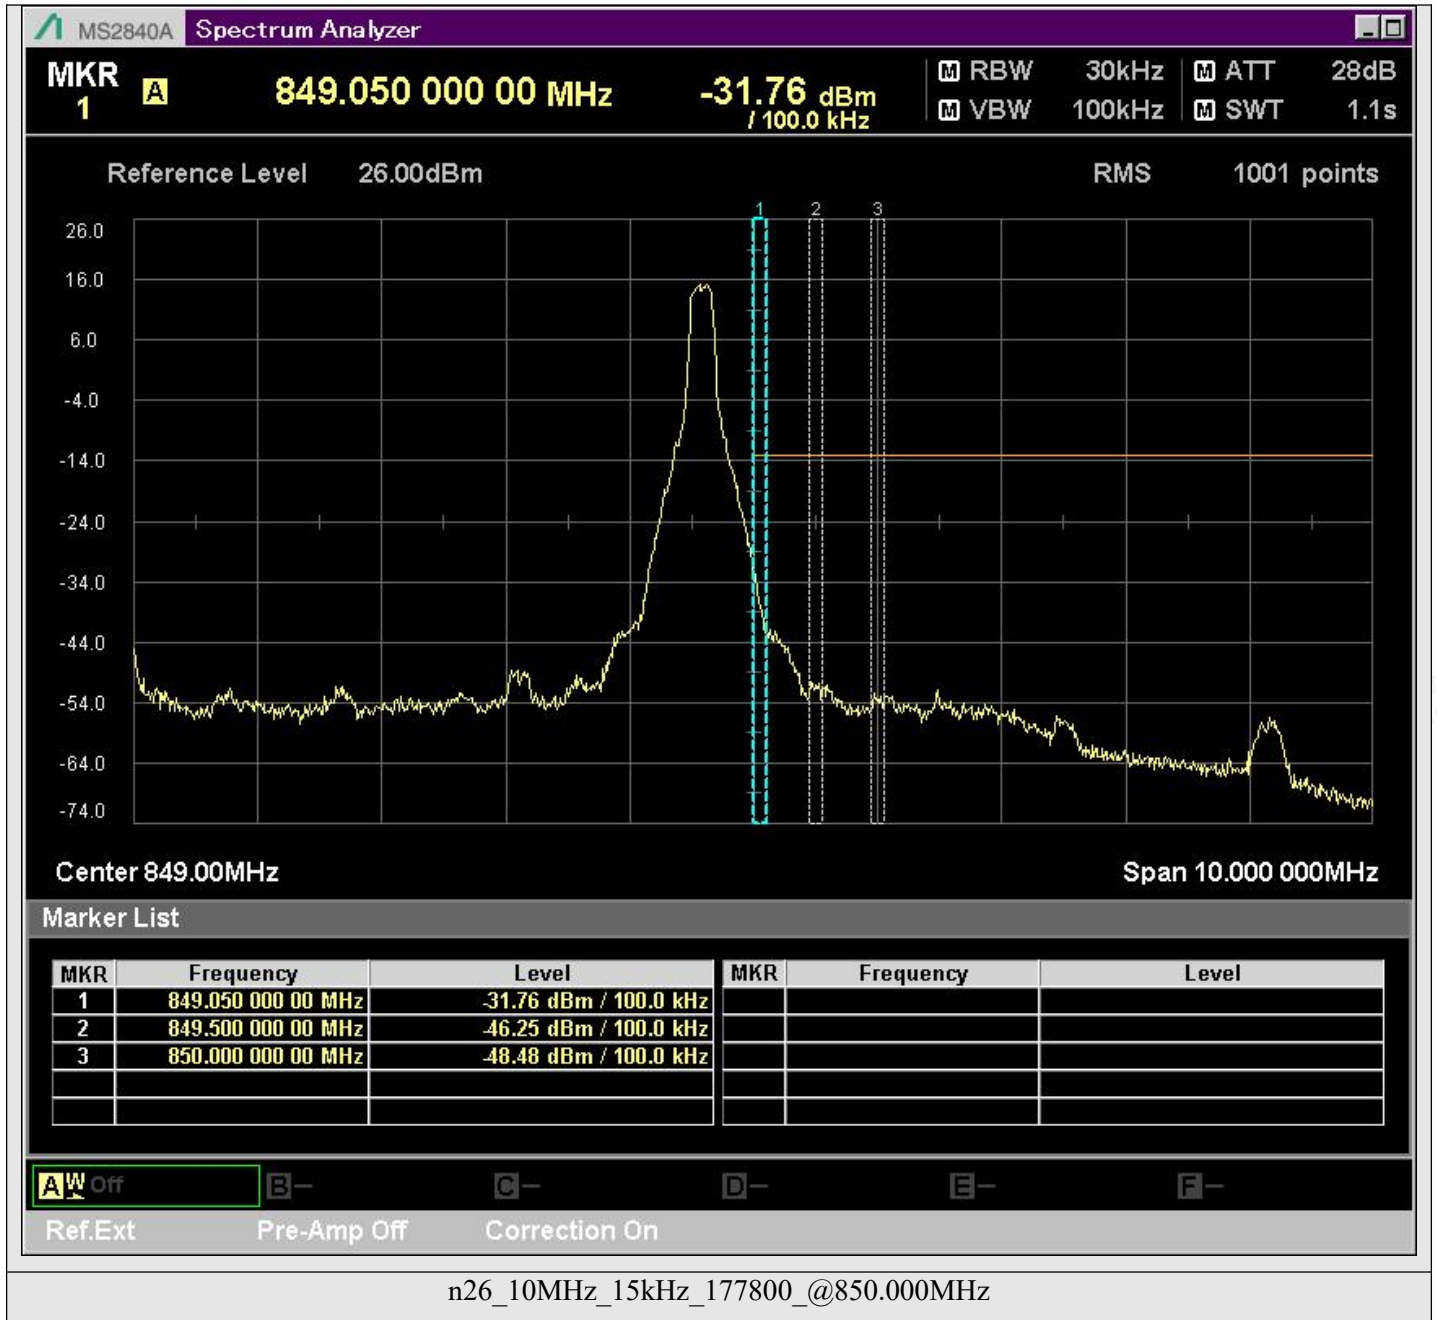 MS2840A Spectrum Analyzer
MKR 1 A 849.050 000 00 MHz -31.76 dBm / 100.0 kHz
M RBW 30kHz M ATT 28dB
M VBW 100kHz M SWT 1.1s
Reference Level 26.00dBm RMS 1001 points
1 2 3
26.0
16.0
6.0
-4.0
-14.0
-24.0
-34.0
-44.0
-54.0
-64.0
-74.0
Center 849.00MHz Span 10.000 000MHz
Marker List
MKR Frequency Level MKR Frequency Level
1 849.050 000 00 MHz -31.76 dBm / 100.0 kHz
2 849.500 000 00 MHz -46.25 dBm / 100.0 kHz
3 850.000 000 00 MHz -48.48 dBm / 100.0 kHz
A W Off B – C – D – E – F –
Ref.Ext Pre-Amp Off Correction On
n26_10MHz_15kHz_177800_@850.000MHz